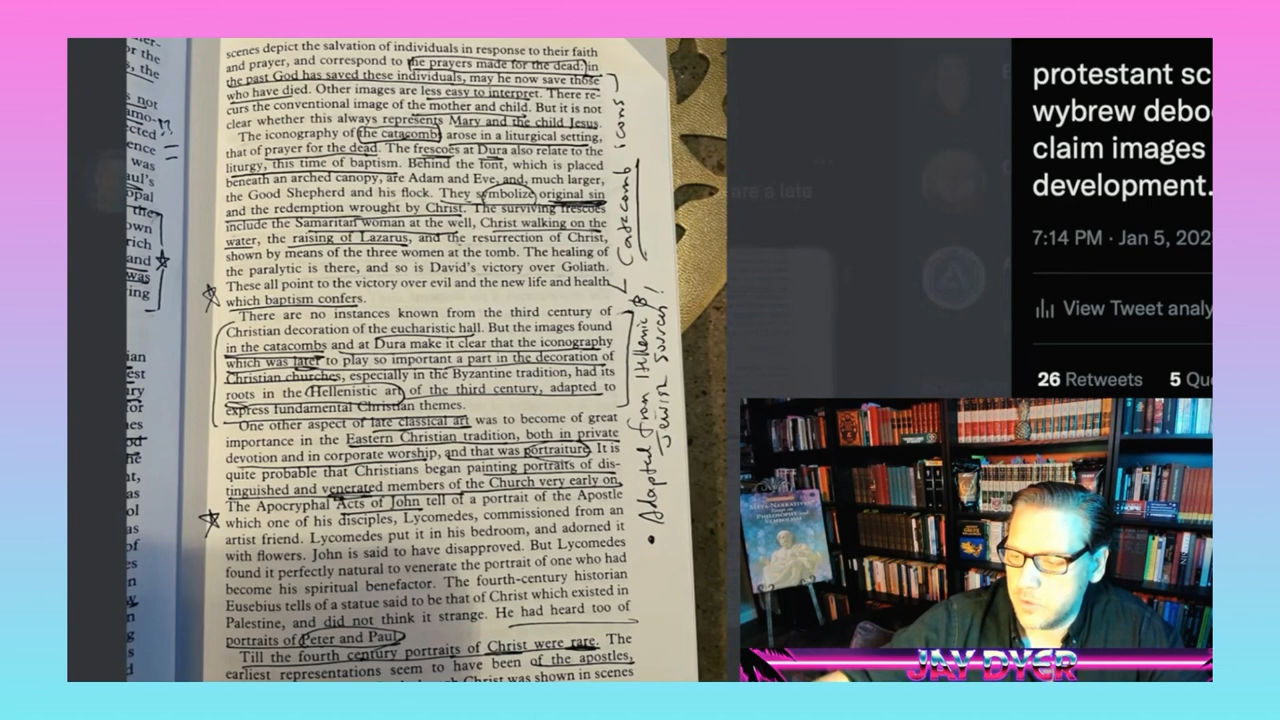 scenes depict the salvation of individuals in response to their faith
and prayer, and correspond to the prayers made for the dead: in
the past God has saved these individuals, may he now save those
who have died. Other images are less easy to interpret. There re-
curs the conventional image of the mother and child. But it is not
clear whether this always represents Mary and the child Jesus.
The iconography of the catacomb arose in a liturgical setting,
that of prayer for the dead. The frescoes at Dura also relate to the
liturgy, this time of baptism. Behind the font, which is placed
beneath an arched canopy, are Adam and Eve, and, much larger,
the Good Shepherd and his flock. They symbolize original sin
and the redemption wrought by Christ. The surviving frescoes
include the Samaritan woman at the well, Christ walking on the
water, the raising of Lazarus, and the resurrection of Christ,
shown by means of the three women at the tomb. The healing of
the paralytic is there, and so is David's victory over Goliath.
These all point to the victory over evil and the new life and health
which baptism confers.
There are no instances known from the third century of
Christian decoration of the eucharistic hall. But the images found
in the catacombs and at Dura make it clear that the iconography
which was later to play so important a part in the decoration of
Christian churches, especially in the Byzantine tradition, had its
roots in the Hellenistic art of the third century, adapted to
express fundamental Christian themes.
One other aspect of late classical art was to become of great
importance in the Eastern Christian tradition, both in private
devotion and in corporate worship, and that was portraiture. It is
quite probable that Christians began painting portraits of dis-
tinguished and venerated members of the Church very early on.
The Apocryphal Acts of John tell of a portrait of the Apostle
which one of his disciples, Lycomedes, commissioned from an
artist friend. Lycomedes put it in his bedroom, and adorned it
with flowers. John is said to have disapproved. But Lycomedes
found it perfectly natural to venerate the portrait of one who had
become his spiritual benefactor. The fourth-century historian
Eusebius tells of a statue said to be that of Christ which existed in
Palestine, and did not think it strange. He had heard too of
portraits of Peter and Paul.
Till the fourth century portraits of Christ were rare. The
earliest representations seem to have been of the apostles,
Christ was shown in scenes
catacomb icons
Adapted from Hellenic &
Jewish sources!
are a late
protestant sc
wybrew debo
claim images
development.
7:14 PM · Jan 5, 202
View Tweet analy
26 Retweets 5 Qu
JAY DYER